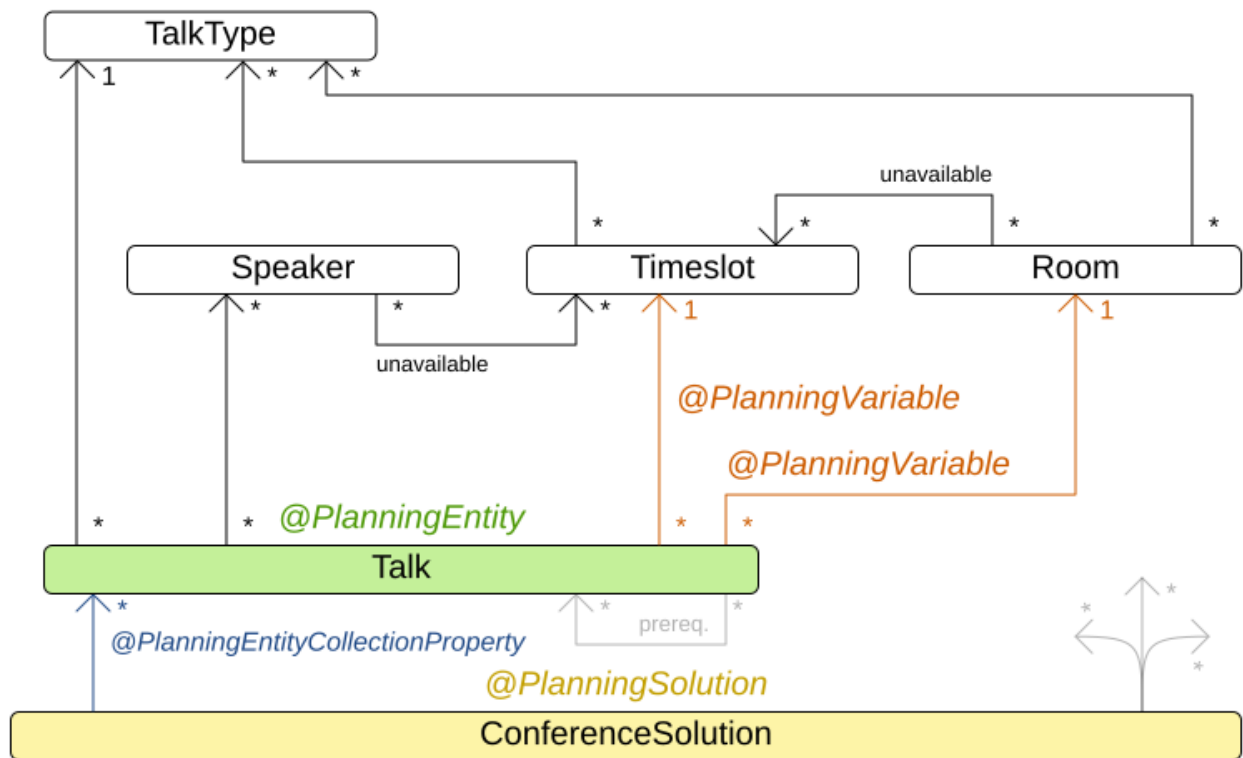 TalkType
1 * *
unavailable
* * * *
Speaker Timeslot Room
* * * 1 1
unavailable
@PlanningVariable
@PlanningVariable
* * @PlanningEntity * *
Talk
* * * * *
prereq.
@PlanningEntityCollectionProperty
*
@PlanningSolution
ConferenceSolution